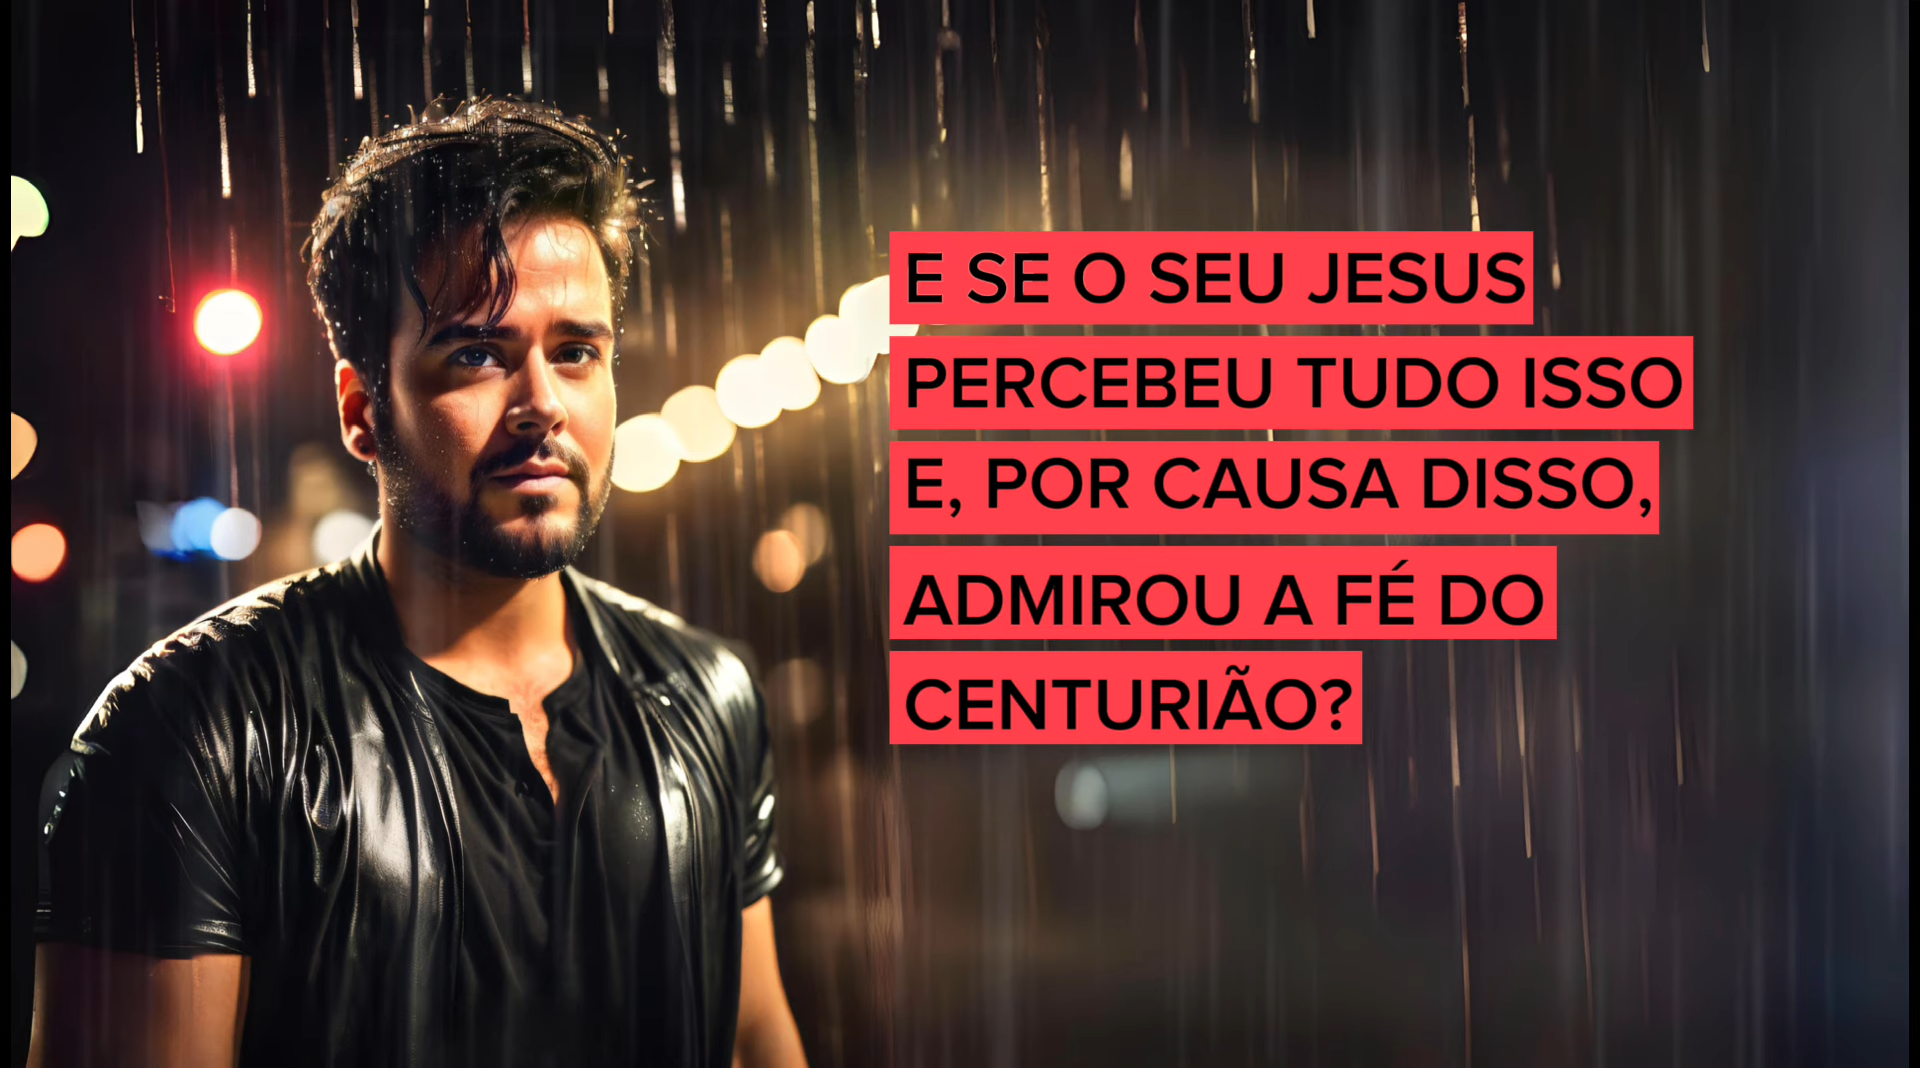 E SE O SEU JESUS
PERCEBEU TUDO ISSO
E, POR CAUSA DISSO,
ADMIROU A FÉ DO
CENTURIÃO?